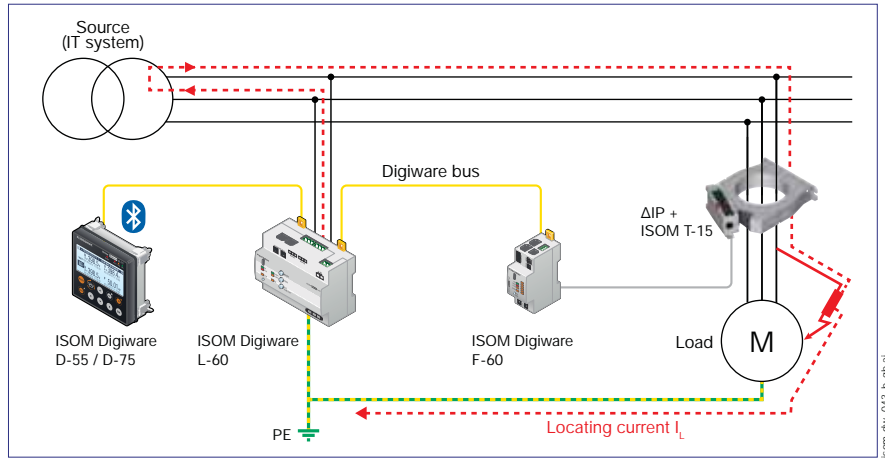 Source
(IT system)
Digiware bus
ΔIP +
ISOM T-15
ISOM Digiware
D-55 / D-75
ISOM Digiware
L-60
ISOM Digiware
F-60
Load
M
PE
Locating current I_L